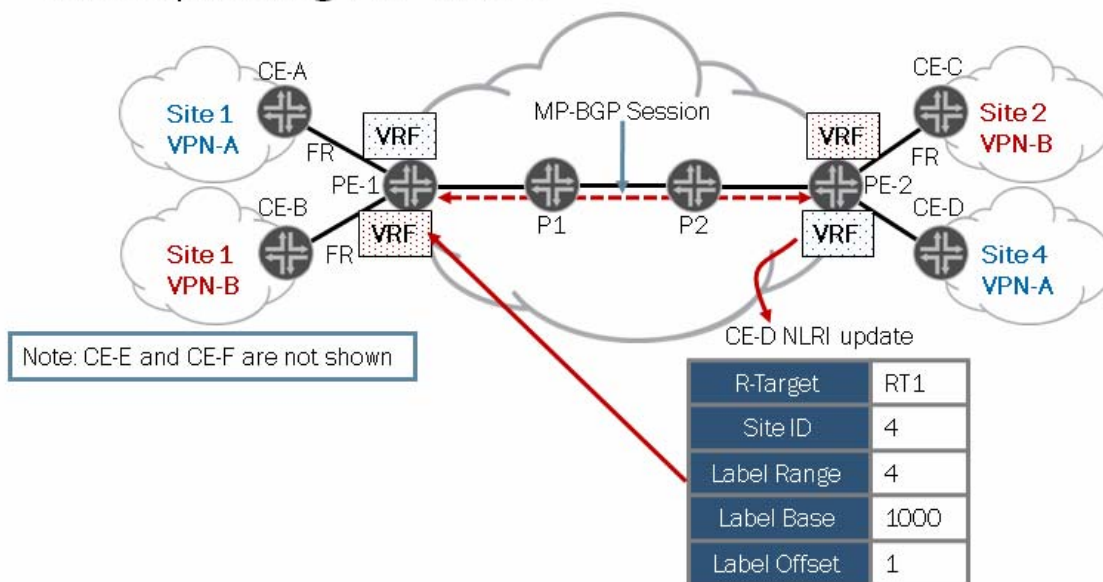 CE-A
CE-C
Site 1
VPN-A
VRF
MP-BGP Session
VRF
Site 2
VPN-B
FR
FR
PE-1
PE-2
CE-B
P1
P2
CE-D
Site 1
VPN-B
FR
VRF
VRF
Site 4
VPN-A
CE-D NLRI update
Note: CE-E and CE-F are not shown
R-Target RT1
Site ID 4
Label Range 4
Label Base 1000
Label Offset 1